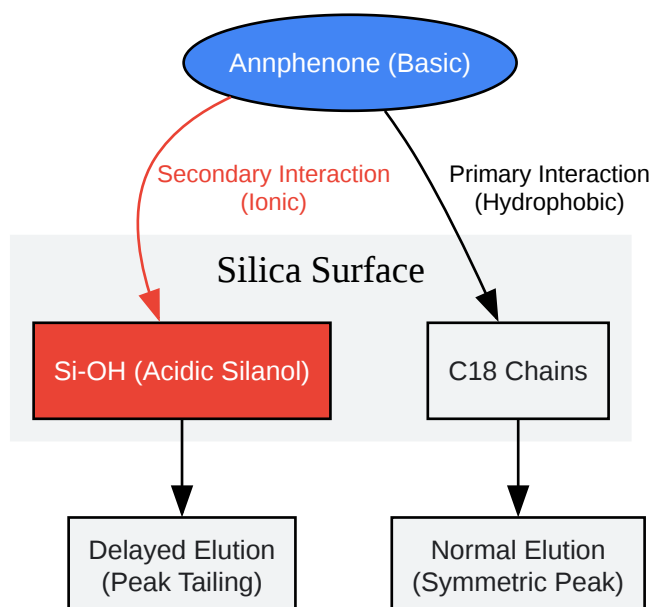 Annphenone (Basic)
Secondary Interaction
(Ionic)
Primary Interaction
(Hydrophobic)
Silica Surface
Si-OH (Acidic Silanol)
C18 Chains
Delayed Elution
(Peak Tailing)
Normal Elution
(Symmetric Peak)